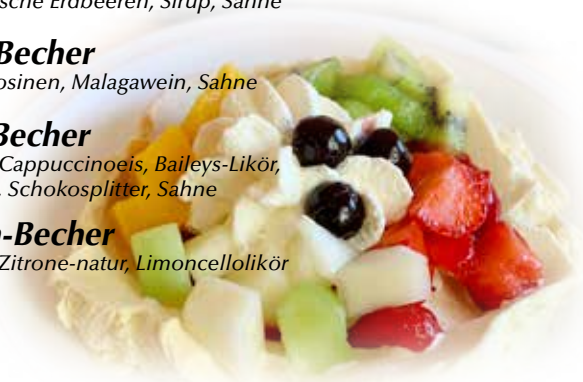 sche Erdbeeren, Sirup, Sahne
Becher
osinen, Malagawein, Sahne
Becher
Cappuccinoeis, Baileys-Likör,
, Schokosplitter, Sahne
-Becher
Zitrone-natur, Limoncellolikör